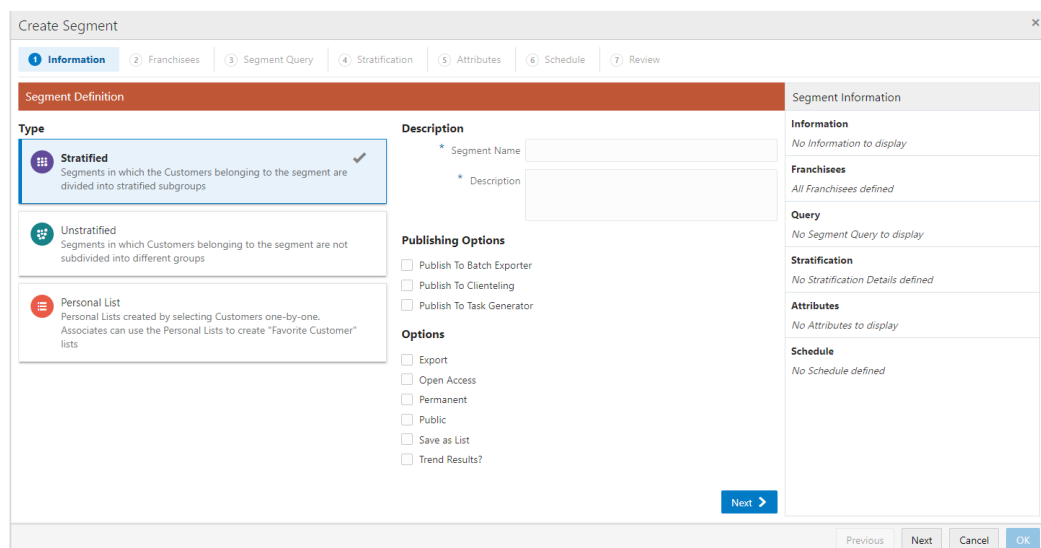 Create Segment
×
1 Information
2 Franchisees
3 Segment Query
4 Stratification
5 Attributes
6 Schedule
7 Review
Segment Definition
Type
Stratified
Segments in which the Customers belonging to the segment are
divided into stratified subgroups
Unstratified
Segments in which Customers belonging to the segment are not
subdivided into different groups
Personal List
Personal Lists created by selecting Customers one-by-one.
Associates can use the Personal Lists to create "Favorite Customer"
lists
Description
* Segment Name
* Description
Publishing Options
Publish To Batch Exporter
Publish To Clienteling
Publish To Task Generator
Options
Export
Open Access
Permanent
Public
Save as List
Trend Results?
Next
Segment Information
Information
No Information to display
Franchisees
All Franchisees defined
Query
No Segment Query to display
Stratification
No Stratification Details defined
Attributes
No Attributes to display
Schedule
No Schedule defined
Previous
Next
Cancel
OK